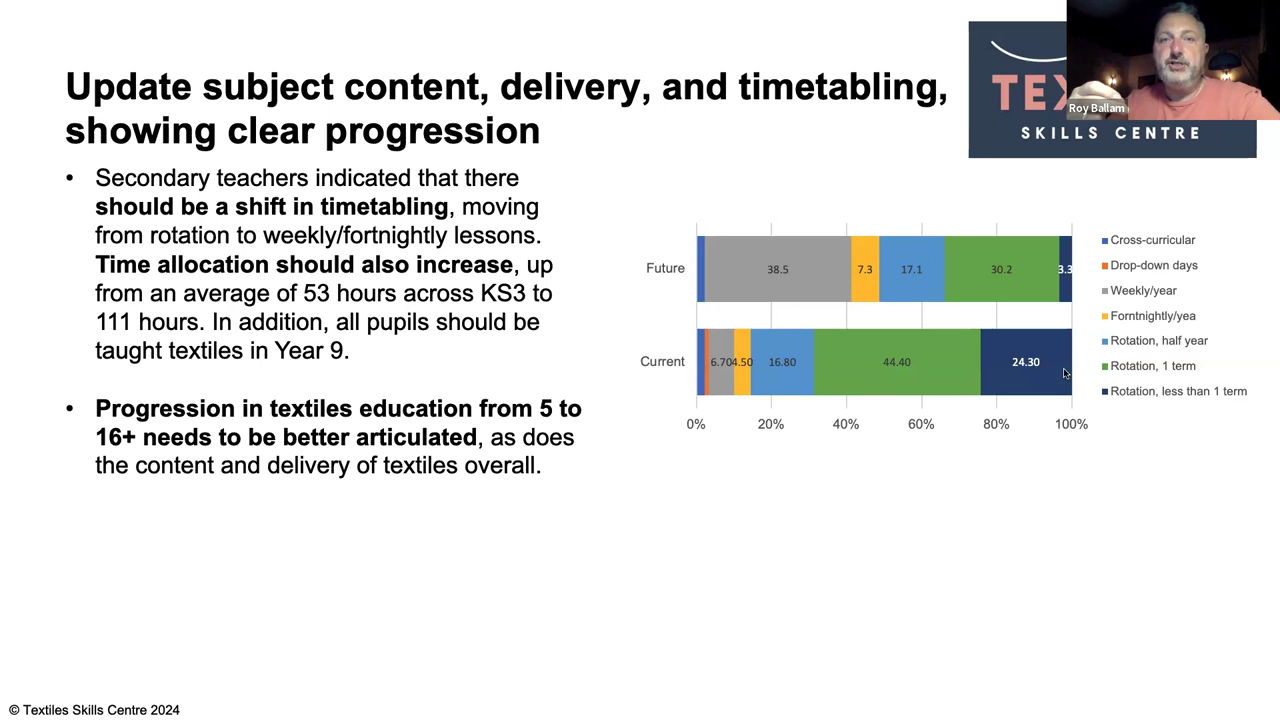 Update subject content, delivery, and timetabling,
showing clear progression
TEX
Roy Ballam
SKILLS CENTRE
• Secondary teachers indicated that there
should be a shift in timetabling, moving
from rotation to weekly/fortnightly lessons.
Time allocation should also increase, up
from an average of 53 hours across KS3 to
111 hours. In addition, all pupils should be
taught textiles in Year 9.
• Progression in textiles education from 5 to
16+ needs to be better articulated, as does
the content and delivery of textiles overall.
Future
38.5
7.3
17.1
30.2
3.3
Current
6.70
4.50
16.80
44.40
24.30
0% 20% 40% 60% 80% 100%
Cross-curricular
Drop-down days
Weekly/year
Forntnightly/yea
Rotation, half year
Rotation, 1 term
Rotation, less than 1 term
© Textiles Skills Centre 2024